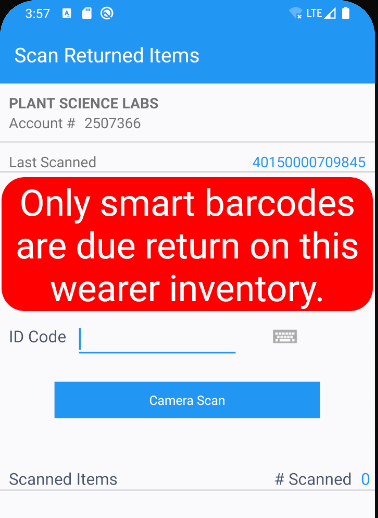 3:57
LTE
Scan Returned Items
PLANT SCIENCE LABS
Account # 2507366
Last Scanned 40150000709845
Only smart barcodes
are due return on this
wearer inventory.
ID Code
Camera Scan
Scanned Items # Scanned 0